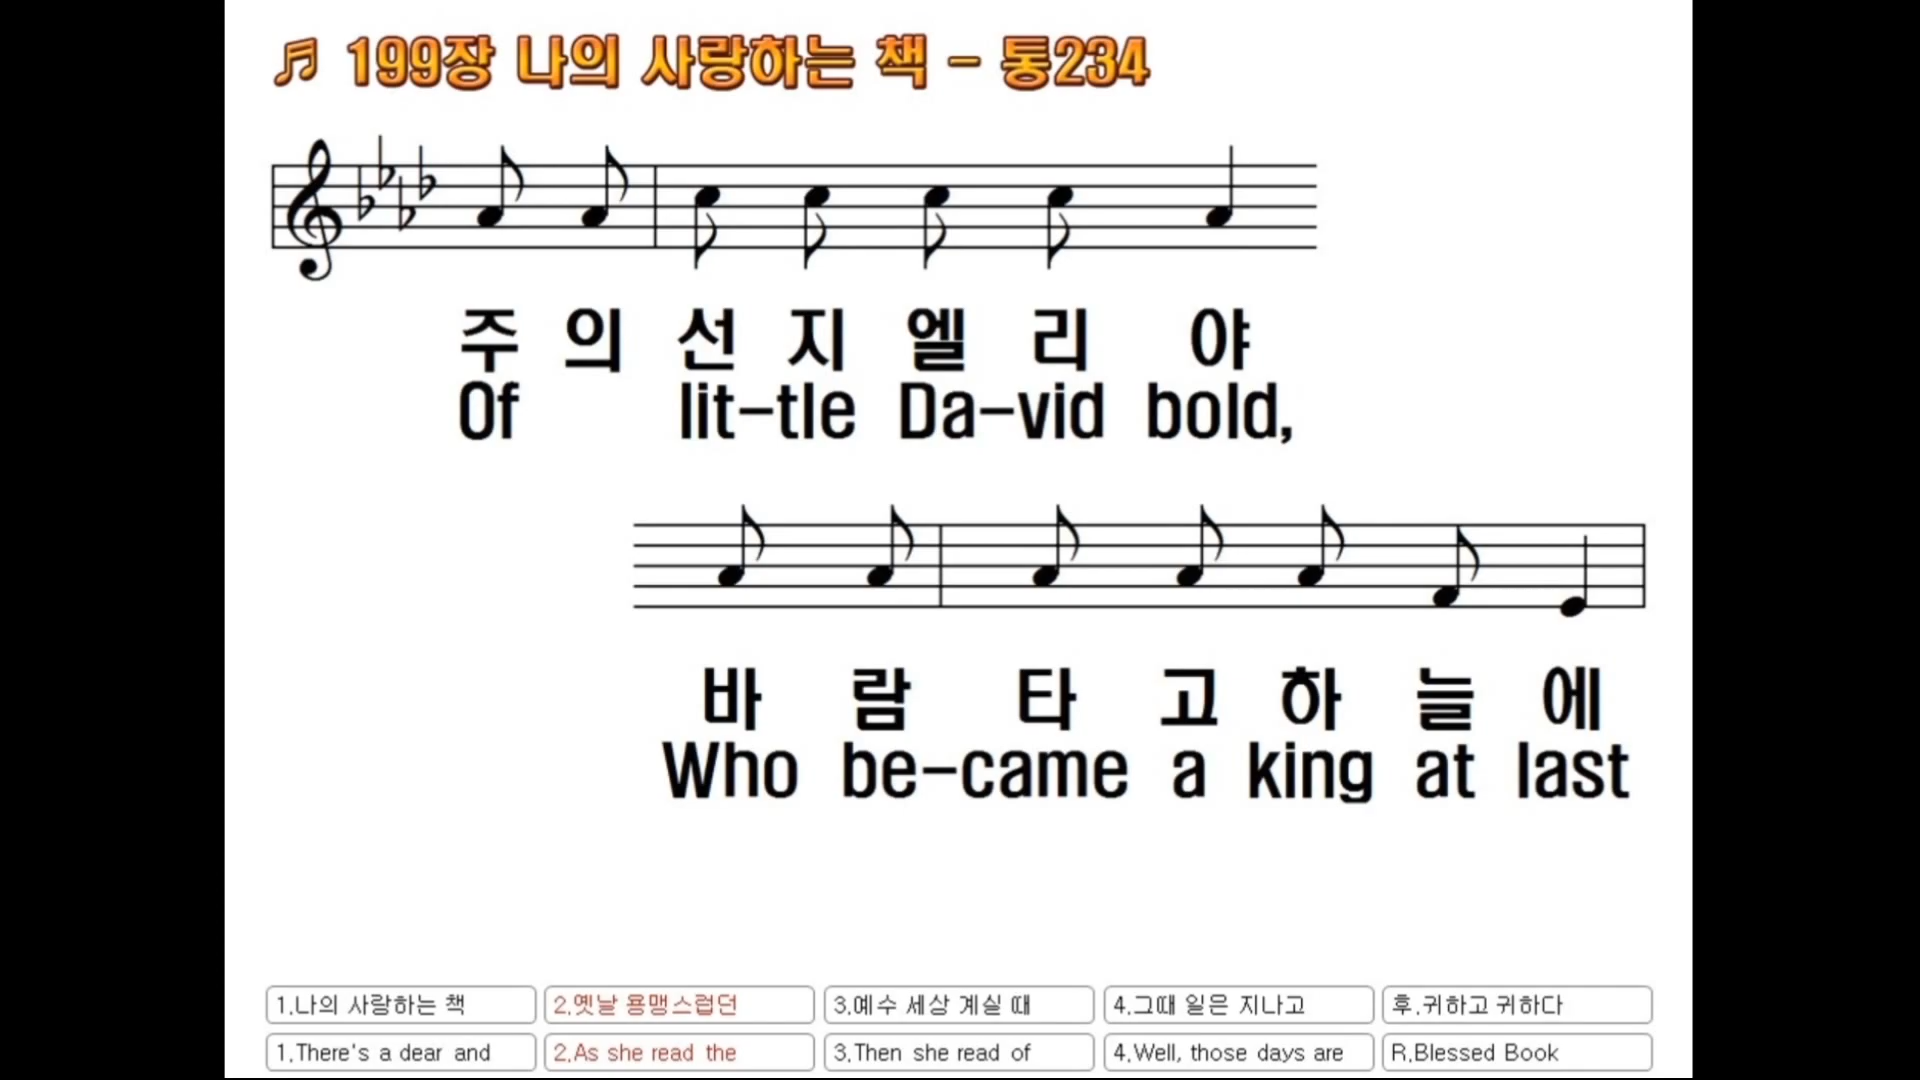 199장 나의 사랑하는 책 - 통234
주 의 선 지 엘 리 야
Of lit-tle Da-vid bold,
바 람 타 고 하 늘 에
Who be-came a king at last
1.나의 사랑하는 책 2.옛날 용맹스럽던 3.예수 세상 계실 때 4.그때 일은 지나고 후.귀하고 귀하다
1.There's a dear and 2.As she read the 3.Then she read of 4.Well, those days are R.Blessed Book